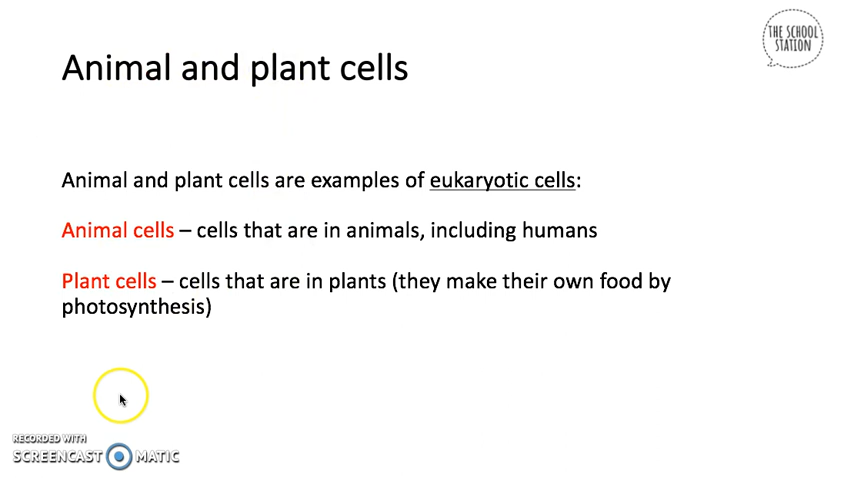 THE SCHOOL
STATION
Animal and plant cells
Animal and plant cells are examples of eukaryotic cells:
Animal cells – cells that are in animals, including humans
Plant cells – cells that are in plants (they make their own food by
photosynthesis)
RECORDED WITH
SCREENCAST MATIC